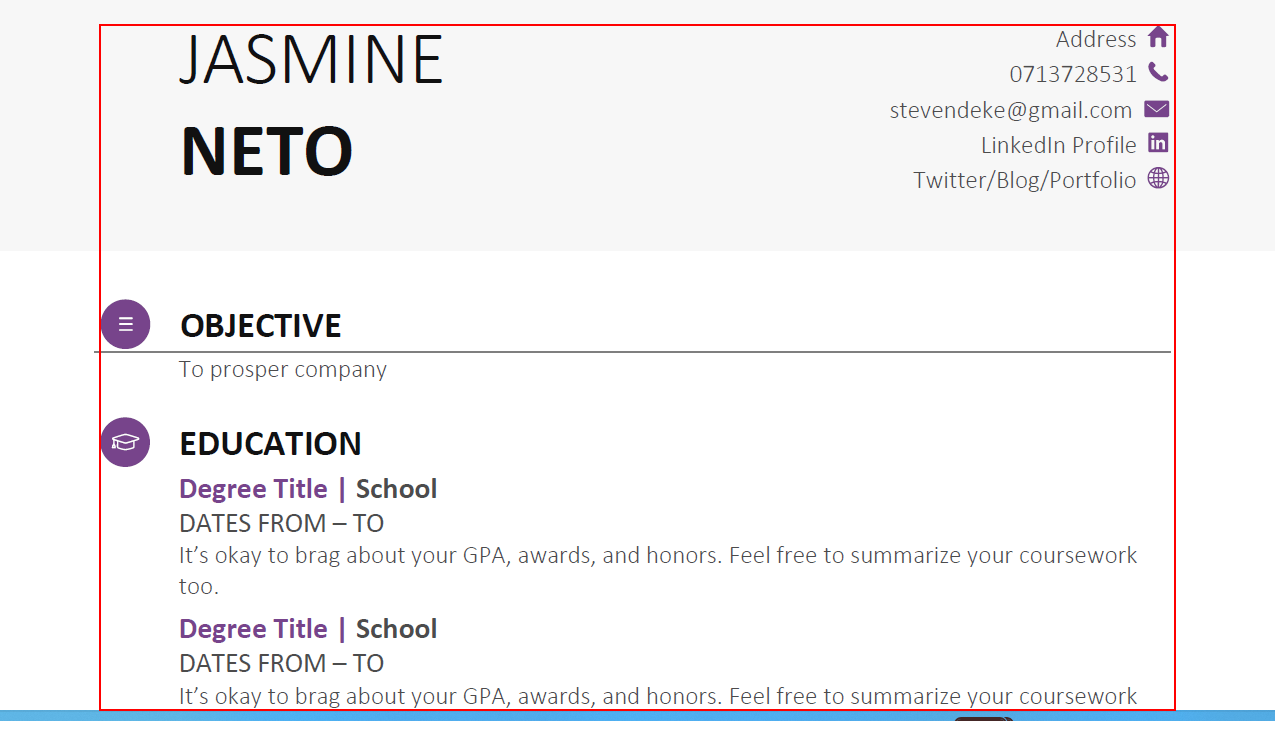 JASMINE
NETO
Address
0713728531
stevendeke@gmail.com
LinkedIn Profile
Twitter/Blog/Portfolio
OBJECTIVE
To prosper company
EDUCATION
Degree Title | School
DATES FROM – TO
It’s okay to brag about your GPA, awards, and honors. Feel free to summarize your coursework
too.
Degree Title | School
DATES FROM – TO
It’s okay to brag about your GPA, awards, and honors. Feel free to summarize your coursework